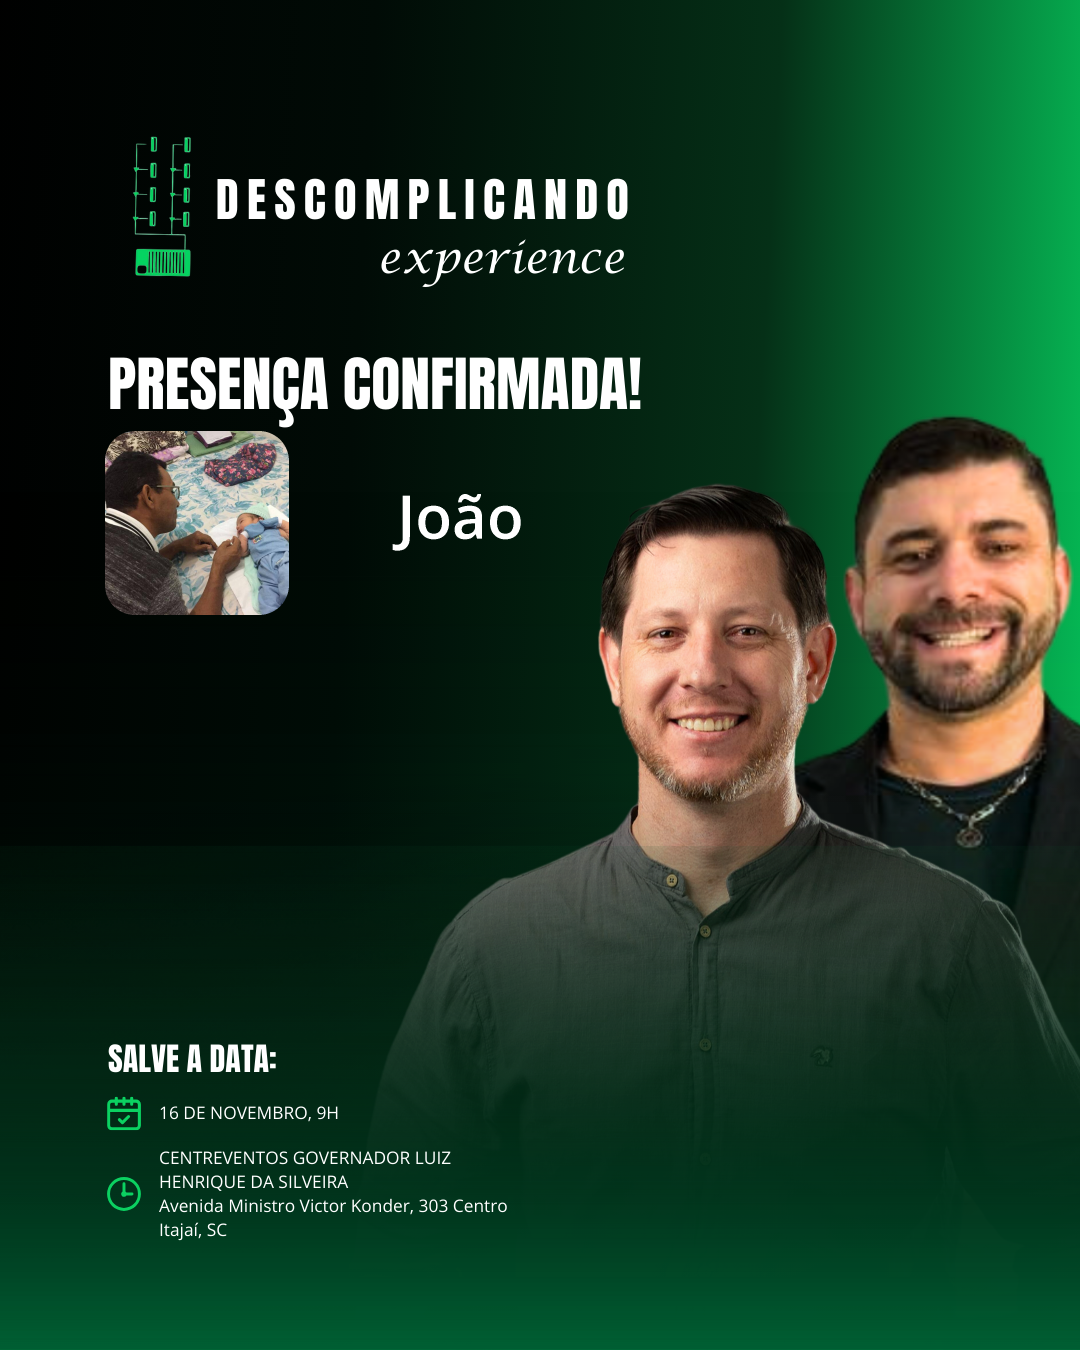 DESCOMPLICANDO
experience
PRESENÇA CONFIRMADA!
João
SALVE A DATA:
16 DE NOVEMBRO, 9H
CENTREVENTOS GOVERNADOR LUIZ
HENRIQUE DA SILVEIRA
Avenida Ministro Victor Konder, 303 Centro
Itajaí, SC